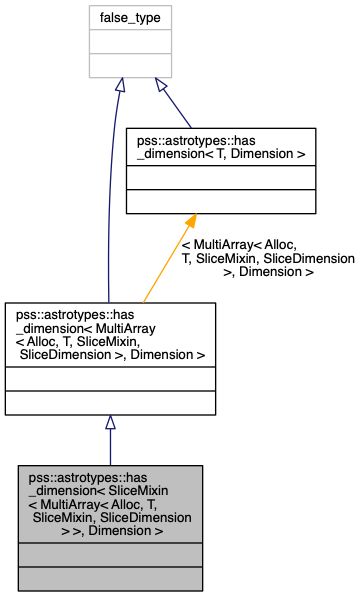 false_type
pss::astrotypes::has
_dimension< T, Dimension >
< MultiArray< Alloc,
T, SliceMixin, SliceDimension
>, Dimension >
pss::astrotypes::has
_dimension< MultiArray
< Alloc, T, SliceMixin,
SliceDimension >, Dimension >
pss::astrotypes::has
_dimension< SliceMixin
< MultiArray< Alloc, T,
SliceMixin, SliceDimension
> >, Dimension >